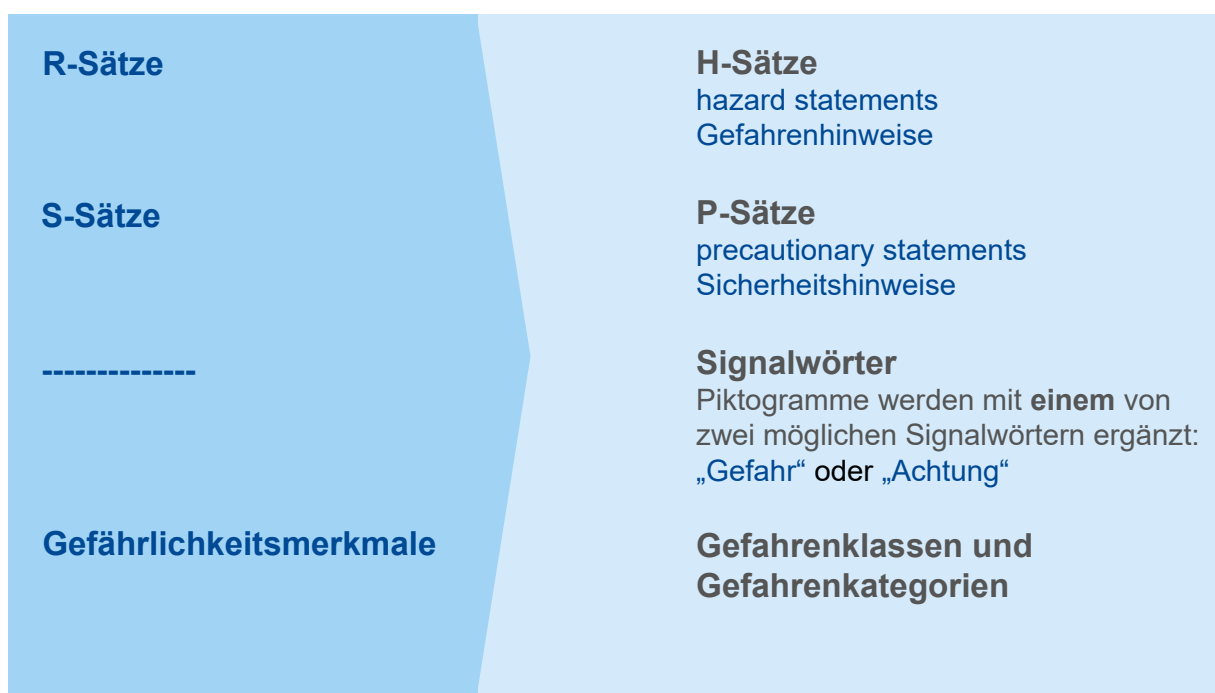 R-Sätze
H-Sätze
hazard statements
Gefahrenhinweise
S-Sätze
P-Sätze
precautionary statements
Sicherheitshinweise
--------------
Signalwörter
Piktogramme werden mit einem von
zwei möglichen Signalwörtern ergänzt:
„Gefahr“ oder „Achtung“
Gefährlichkeitsmerkmale
Gefahrenklassen und
Gefahrenkategorien